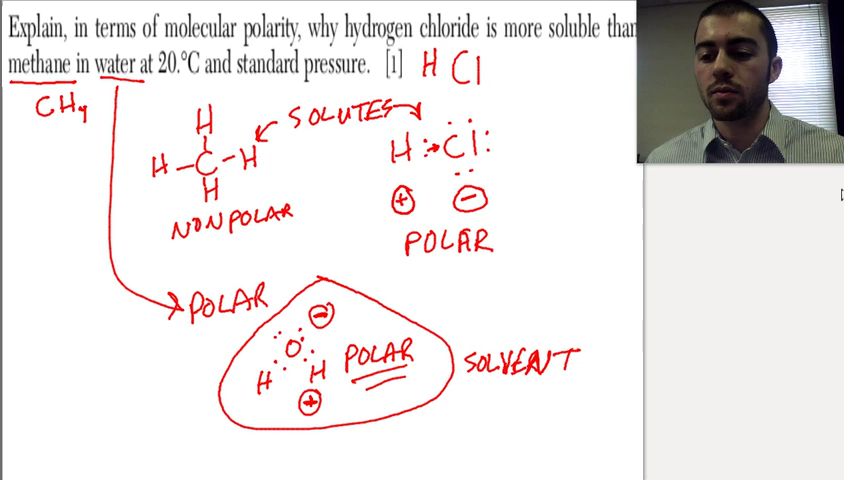 Explain, in terms of molecular polarity, why hydrogen chloride is more soluble than
methane in water at 20.°C and standard pressure. [1] H Cl
CH4
SOLUTES
H
H - C - H
H
H : Cl :
+ -
NONPOLAR
POLAR
POLAR
-
O
H H
+
POLAR
SOLVENT